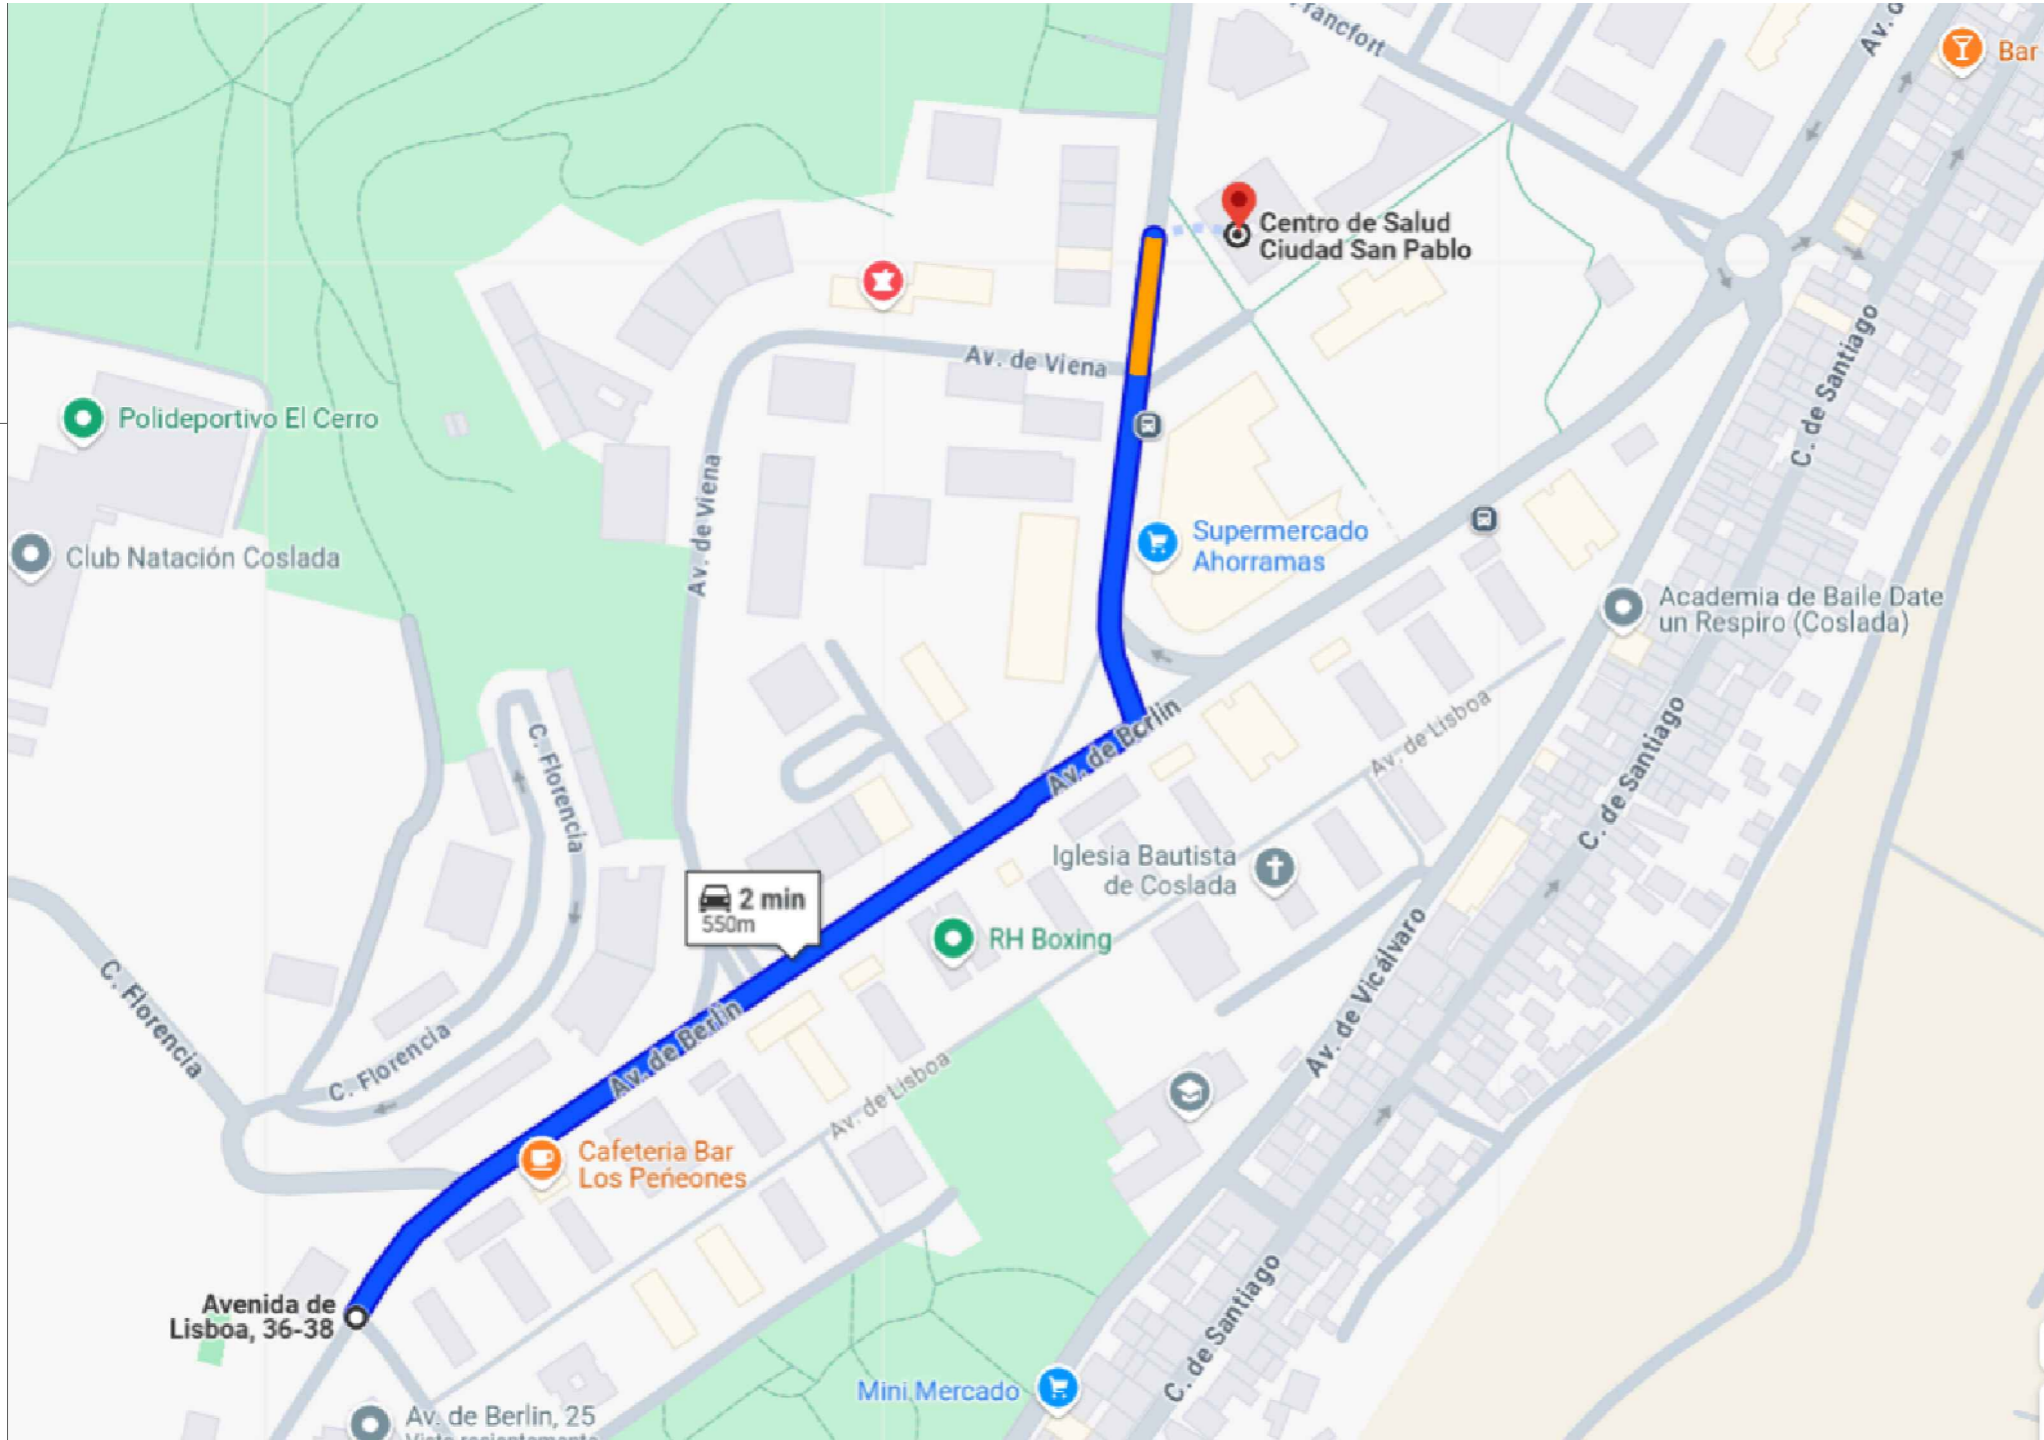 Francfort
Av. d
Bar
Centro de Salud
Ciudad San Pablo
Av. de Viena
Polideportivo El Cerro
C. de Santiago
Av. de Viena
Club Natación Coslada
Supermercado
Ahorramas
Academia de Baile Date
un Respiro (Coslada)
C. Florencia
Av. de Berlin
Av. de Lisboa
C. de Santiago
Iglesia Bautista
de Coslada
2 min
550m
RH Boxing
C. Florencia
Av. de Vicálvaro
C. Florencia
Av. de Berlin
Av. de Lisboa
Cafeteria Bar
Los Peñeones
Avenida de
Lisboa, 36-38
C. de Santiago
Mini Mercado
Av. de Berlin, 25